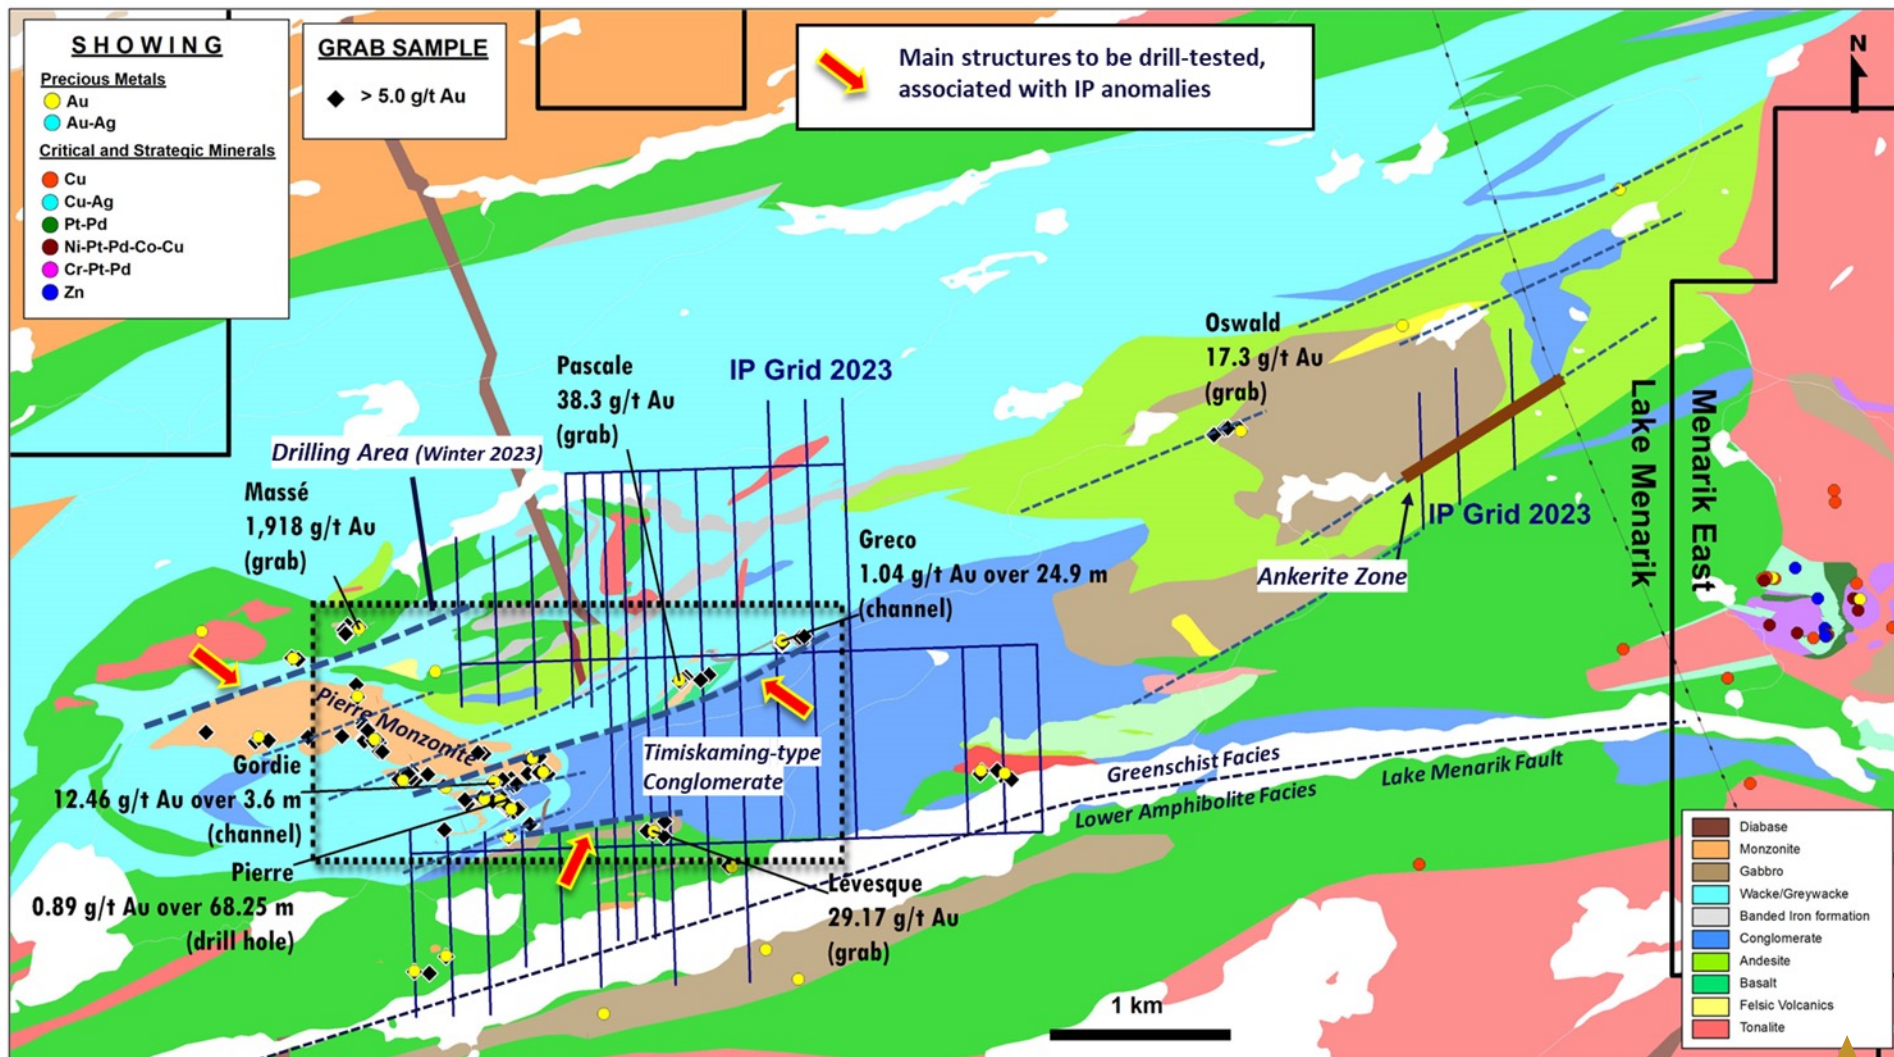 SHOWING
Precious Metals
Au
Au-Ag
Critical and Strategic Minerals
Cu
Cu-Ag
Pt-Pd
Ni-Pt-Pd-Co-Cu
Cr-Pt-Pd
Zn
GRAB SAMPLE
> 5.0 g/t Au
Main structures to be drill-tested,
associated with IP anomalies
N
Oswald
17.3 g/t Au
(grab)
Pascale
38.3 g/t Au
(grab)
IP Grid 2023
Drilling Area (Winter 2023)
Massé
1,918 g/t Au
(grab)
Greco
1.04 g/t Au over 24.9 m
(channel)
IP Grid 2023
Ankerite Zone
Lake Menarik
Menarik East
Pierre Monzonite
Timiskaming-type
Conglomerate
Gordie
12.46 g/t Au over 3.6 m
(channel)
Pierre
0.89 g/t Au over 68.25 m
(drill hole)
Lévesque
29.17 g/t Au
(grab)
Greenschist Facies
Lower Amphibolite Facies
Lake Menarik Fault
1 km
Diabase
Monzonite
Gabbro
Wacke/Greywacke
Banded Iron formation
Conglomerate
Andesite
Basalt
Felsic Volcanics
Tonalite